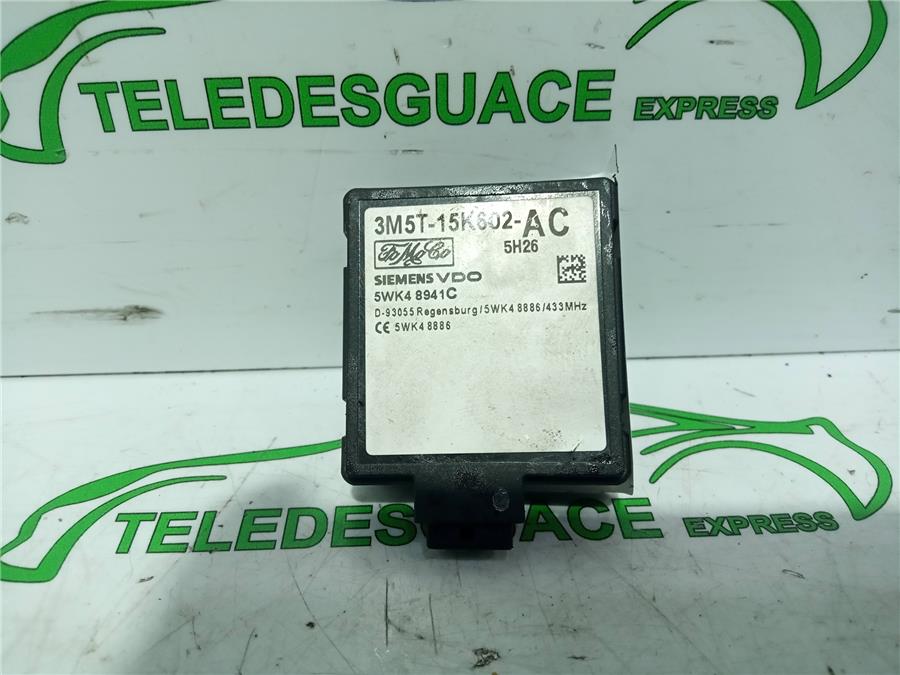 TELEDESGUACE EXPRESS
3M5T-15K602-AC
FoMoCo
5H26
SIEMENS VDO
5WK4 8941C
D-93055 Regensburg/5WK4 8886/433MHz
CE 5WK4 8886
TELEDESGUACE EXPRESS